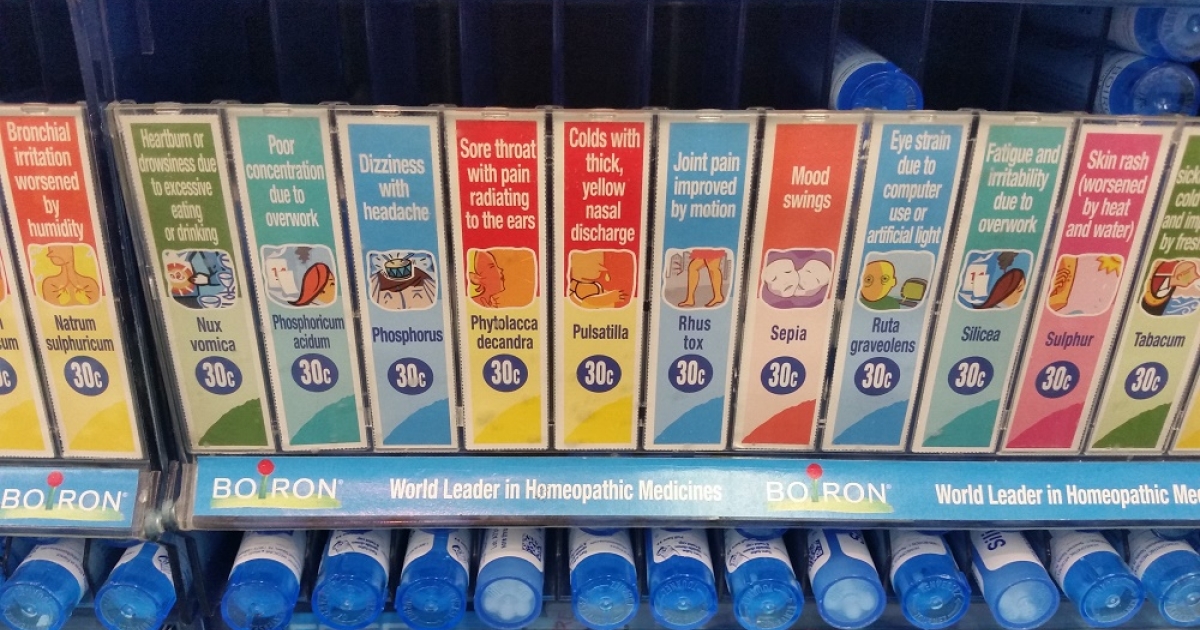 Bronchial
irritation
worsened
by
humidity
Natrum
sulphuricum
30c
Heartburn or
drowsiness due
to excessive
eating
or drinking
Nux
vomica
30c
Poor
concentration
due to
overwork
Phosphoricum
acidum
30c
Dizziness
with
headache
Phosphorus
30c
Sore throat
with pain
radiating
to the ears
Phytolacca
decandra
30c
Colds with
thick,
yellow
nasal
discharge
Pulsatilla
30c
Joint pain
improved
by motion
Rhus
tox
30c
Mood
swings
Sepia
30c
Eye strain
due to
computer
use or
artificial light
Ruta
graveolens
30c
Fatigue and
irritability
due to
overwork
Silicea
30c
Skin rash
(worsened
by heat
and water)
Sulphur
30c
Tabacum
30c
BOIRON®
BOIRON® World Leader in Homeopathic Medicines BOIRON® World Leader in Homeopathic